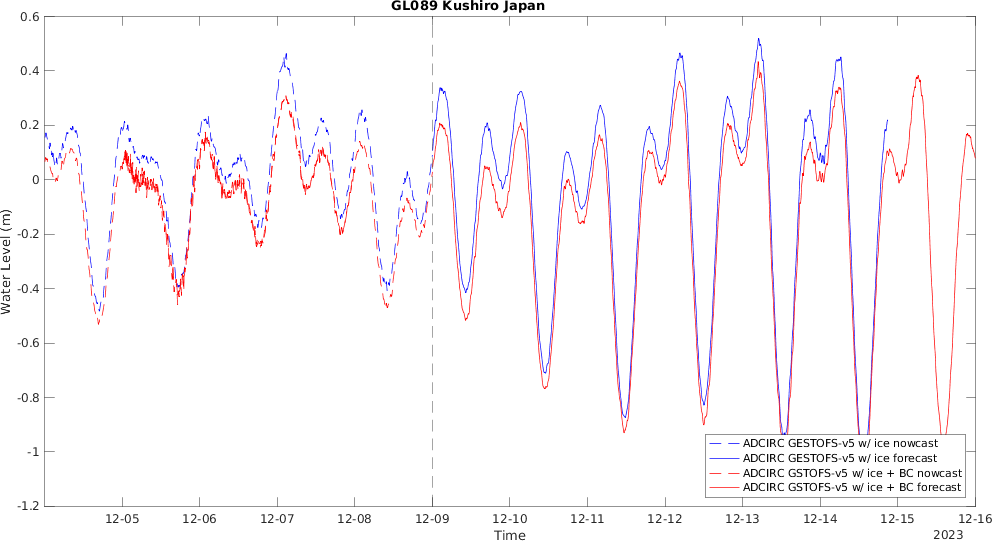 GL089 Kushiro Japan
0.6
0.4
0.2
0
-0.2
-0.4
-0.6
-0.8
-1
-1.2
Water Level (m)
ADCIRC GESTOFS-v5 w/ ice nowcast
ADCIRC GESTOFS-v5 w/ ice forecast
ADCIRC GSTOFS-v5 w/ ice + BC nowcast
ADCIRC GSTOFS-v5 w/ ice + BC forecast
12-05 12-06 12-07 12-08 12-09 12-10 12-11 12-12 12-13 12-14 12-15 12-16
Time
2023